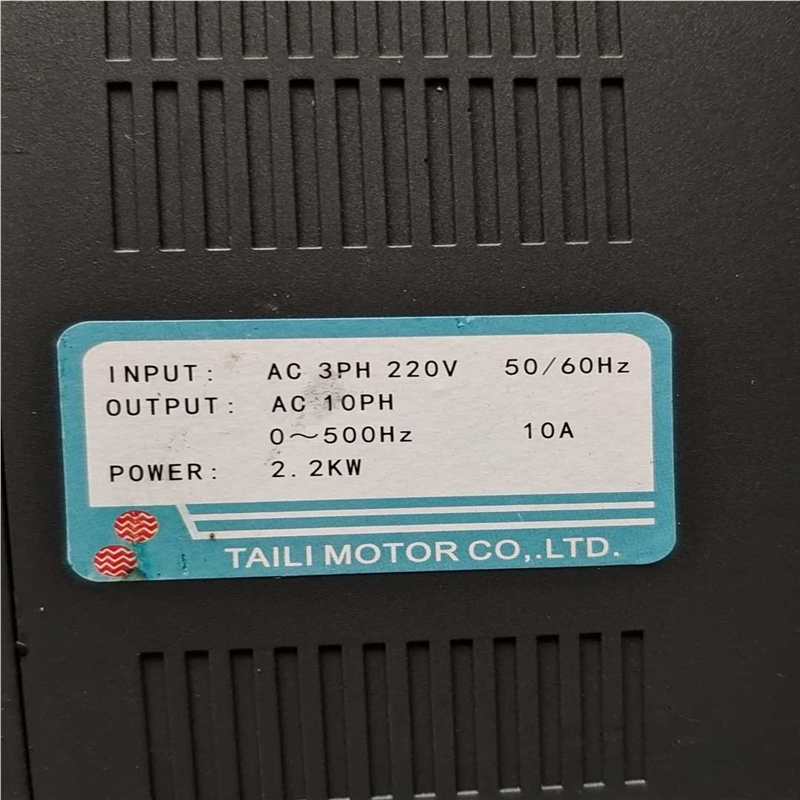 INPUT: AC 3PH 220V 50/60Hz
OUTPUT: AC 10PH
0～500Hz 10A
POWER: 2.2KW
TAILI MOTOR CO,.LTD.